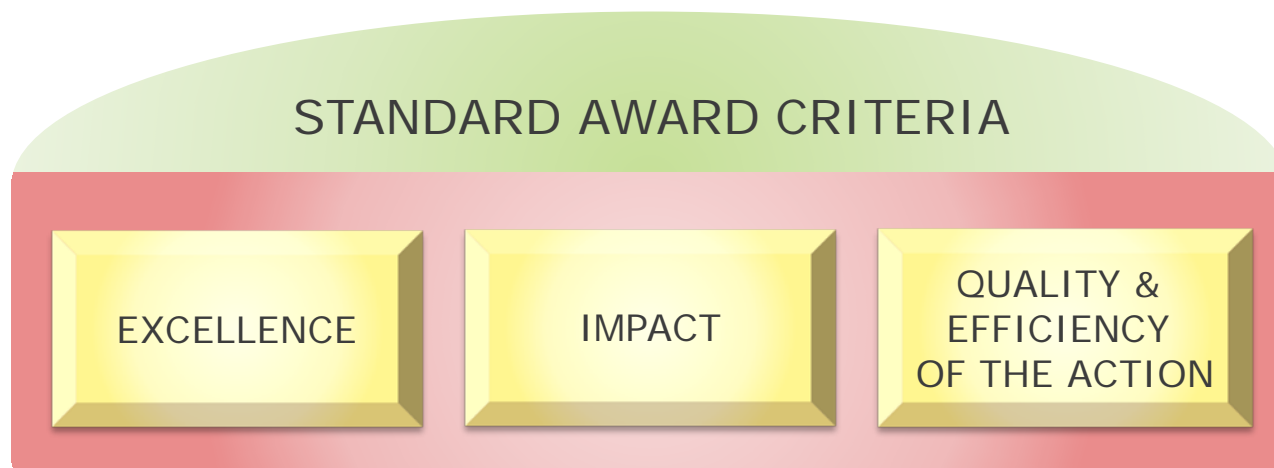 STANDARD AWARD CRITERIA
EXCELLENCE
IMPACT
QUALITY &
EFFICIENCY
OF THE ACTION